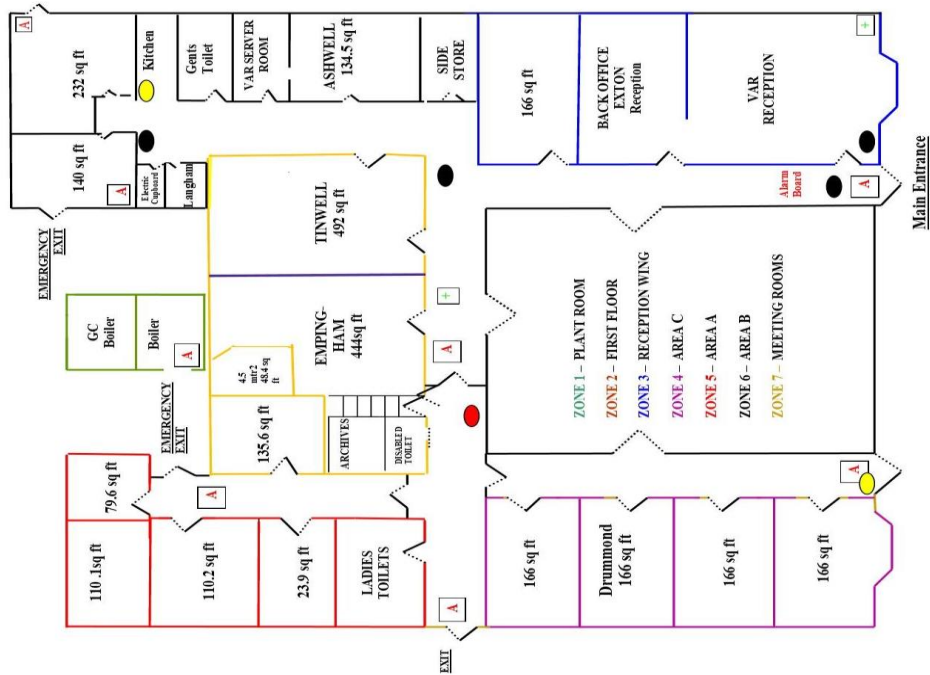 A
232 sq ft
Kitchen
Gents
Toilet
VAR SERVER
ROOM
ASHWELL
134.5 sq ft
SIDE
STORE
166 sq ft
BACK OFFICE
EXTON
Reception
VAR
RECEPTION
+
140 sq ft
A
Electric
Cupboard
Langham
TINWELL
492 sq ft
Alarm
Board
A
Main Entrance
EMERGENCY
EXIT
GC
Boiler
Boiler
A
EMPING-
HAM
444sq ft
+
A
4.5
mtr2
48.4 sq
ft
EMERGENCY
EXIT
135.6 sq ft
ARCHIVES
DISABLED
TOILET
ZONE 1 – PLANT ROOM
ZONE 2 – FIRST FLOOR
ZONE 3 – RECEPTION WING
ZONE 4 – AREA C
ZONE 5 – AREA A
ZONE 6 – AREA B
ZONE 7 – MEETING ROOMS
79.6 sq ft
A
A
110 .1sq ft
110.2 sq ft
23.9 sq ft
LADIES
TOILETS
A
EXIT
166 sq ft
Drummond
166 sq ft
166 sq ft
166 sq ft